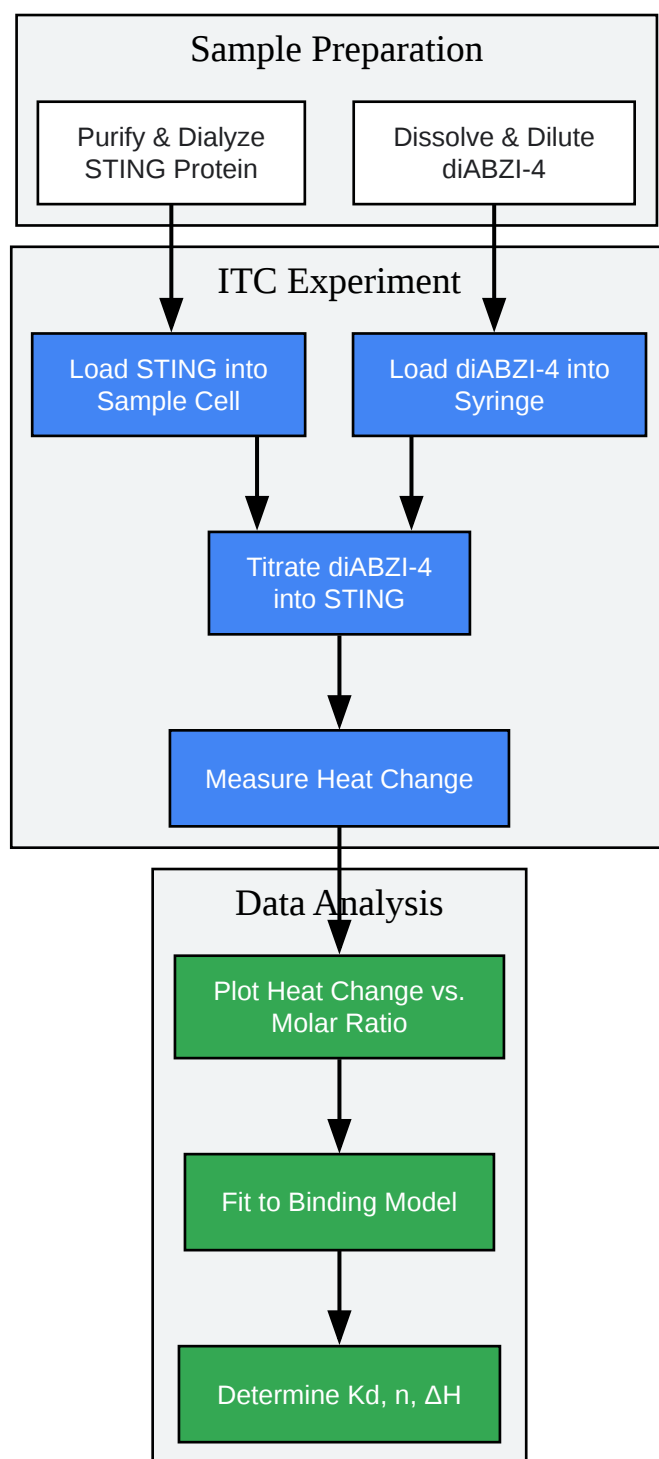 Sample Preparation
Purify & Dialyze
STING Protein
Dissolve & Dilute
diABZI-4
ITC Experiment
Load STING into
Sample Cell
Load diABZI-4 into
Syringe
Titrate diABZI-4
into STING
Measure Heat Change
Data Analysis
Plot Heat Change vs.
Molar Ratio
Fit to Binding Model
Determine Kd, n, ΔH